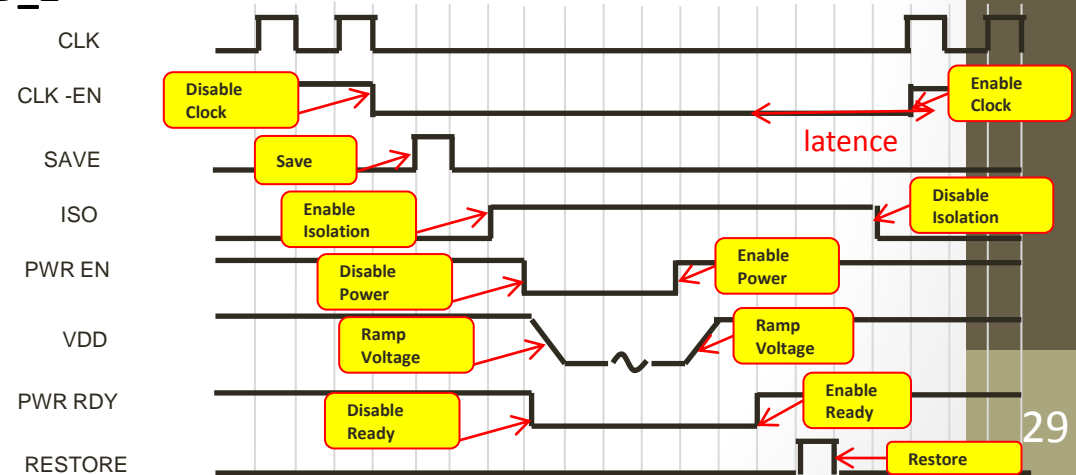 CLK
CLK -EN
Disable
Clock
Enable
Clock
latence
SAVE
Save
ISO
Enable
Isolation
Disable
Isolation
PWR EN
Disable
Power
Enable
Power
VDD
Ramp
Voltage
Ramp
Voltage
PWR RDY
Disable
Ready
Enable
Ready
29
RESTORE
Restore